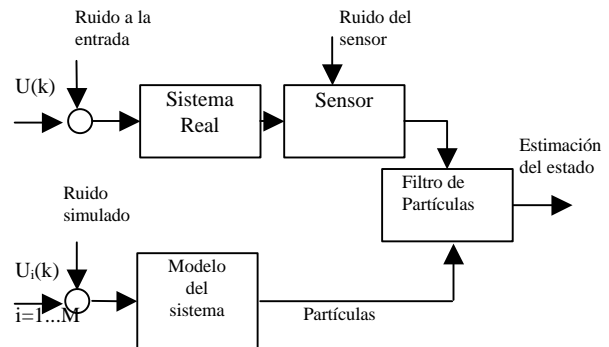 Ruido a la
entrada
Ruido del
sensor
U(k)
Sistema
Real
Sensor
Estimación
del estado
Filtro de
Partículas
Ruido
simulado
Ui(k)
i=1...M
Modelo
del
sistema
Partículas